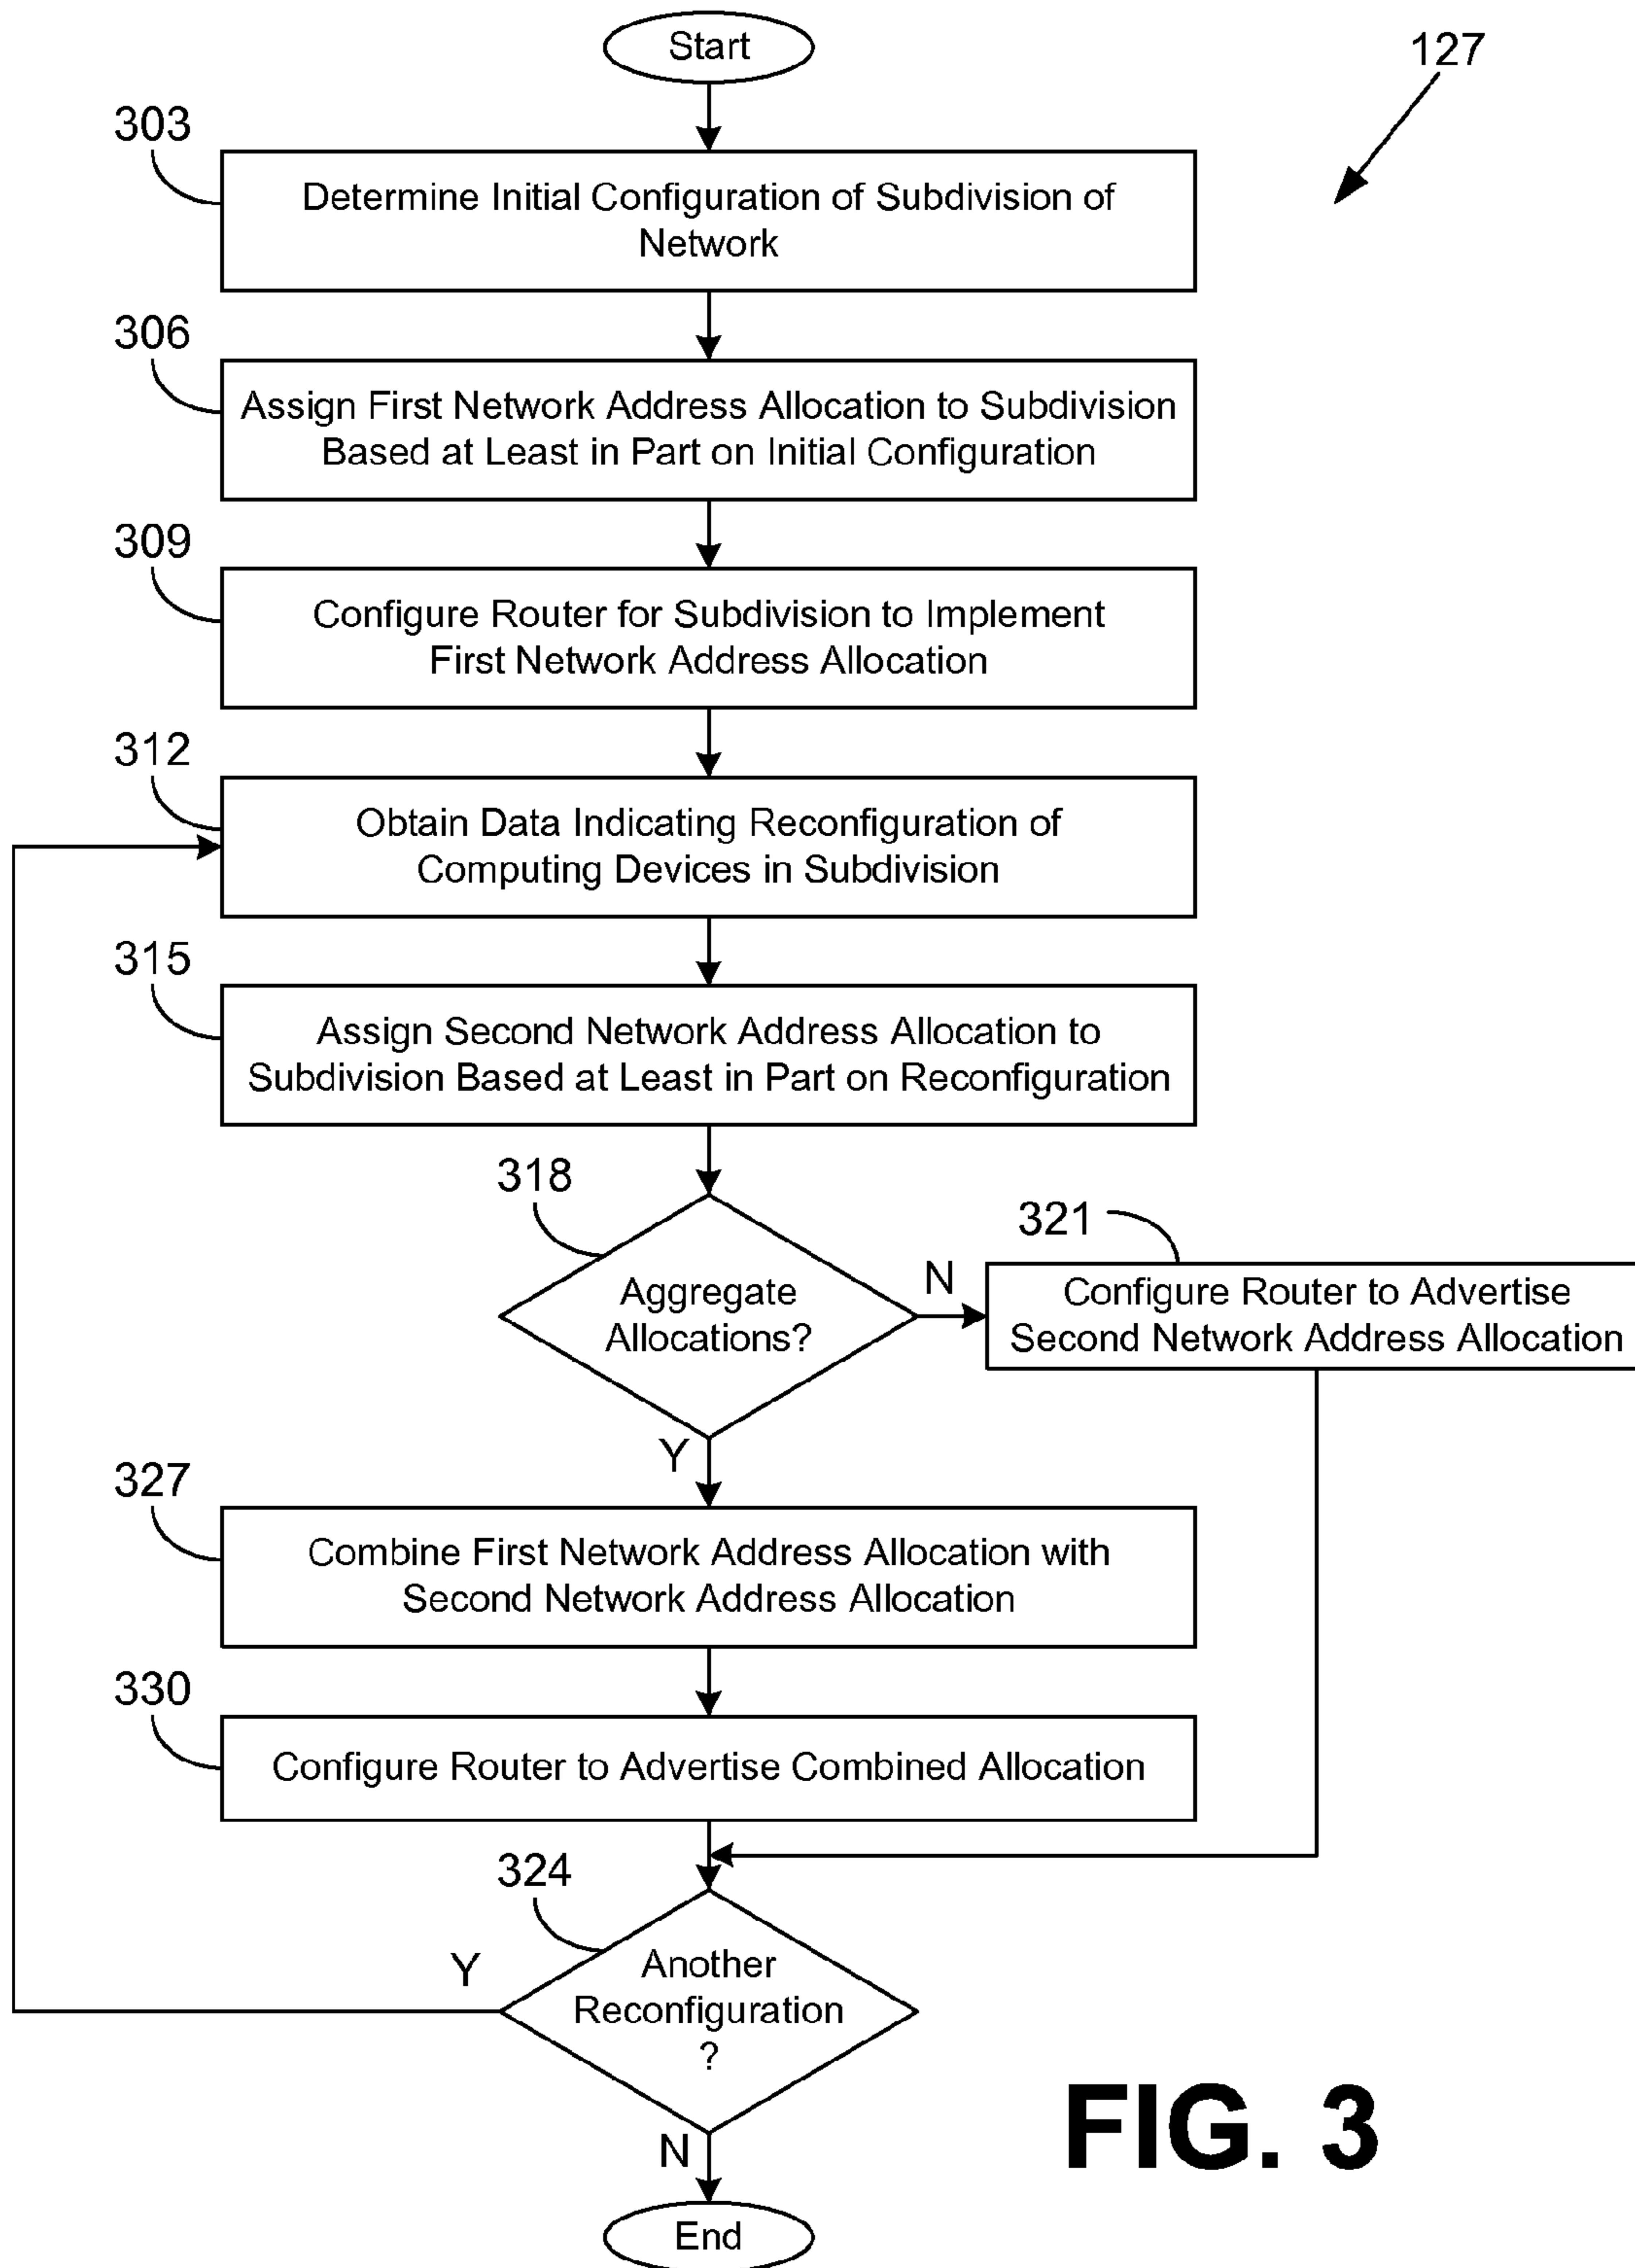 Start
127
303
Determine Initial Configuration of Subdivision of
Network
306
Assign First Network Address Allocation to Subdivision
Based at Least in Part on Initial Configuration
309
Configure Router for Subdivision to Implement
First Network Address Allocation
312
Obtain Data Indicating Reconfiguration of
Computing Devices in Subdivision
315
Assign Second Network Address Allocation to
Subdivision Based at Least in Part on Reconfiguration
318
Aggregate
Allocations?
N
321
Configure Router to Advertise
Second Network Address Allocation
Y
327
Combine First Network Address Allocation with
Second Network Address Allocation
330
Configure Router to Advertise Combined Allocation
324
Another
Reconfiguration
?
Y
N
End
FIG. 3